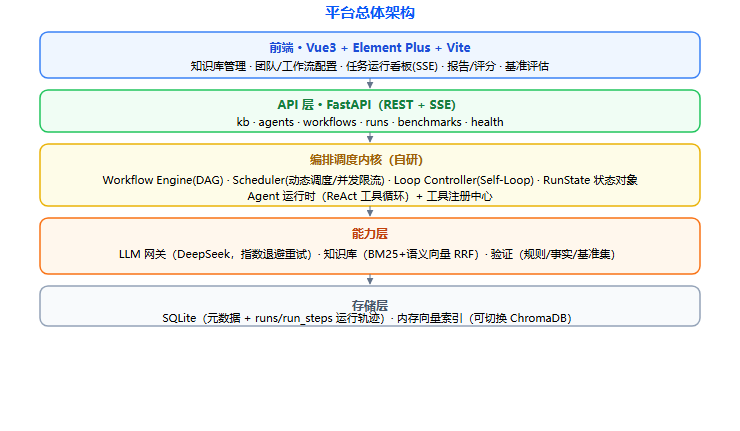 平台总体架构
前端·Vue3 + Element Plus + Vite
知识库管理 · 团队/工作流配置 · 任务运行看板(SSE) · 报告/评分 · 基准评估
API 层·FastAPI（REST + SSE）
kb · agents · workflows · runs · benchmarks · health
编排调度内核（自研）
Workflow Engine(DAG) · Scheduler(动态调度/并发限流) · Loop Controller(Self-Loop) · RunState 状态对象
Agent 运行时（ReAct 工具循环）+ 工具注册中心
能力层
LLM 网关（DeepSeek，指数退避重试）· 知识库（BM25+语义向量 RRF）· 验证（规则/事实/基准集）
存储层
SQLite（元数据 + runs/run_steps 运行轨迹）· 内存向量索引（可切换 ChromaDB）